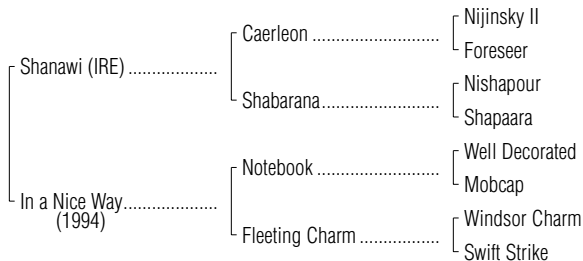 Nijinsky II
Caerleon ..............................
Foreseer
Shanawi (IRE) .....................
Nishapour
Shabarana............................
Shapaara
Well Decorated
Notebook .............................
Mobcap
In a Nice Way......................
(1994)
Windsor Charm
Fleeting Charm ...................
Swift Strike